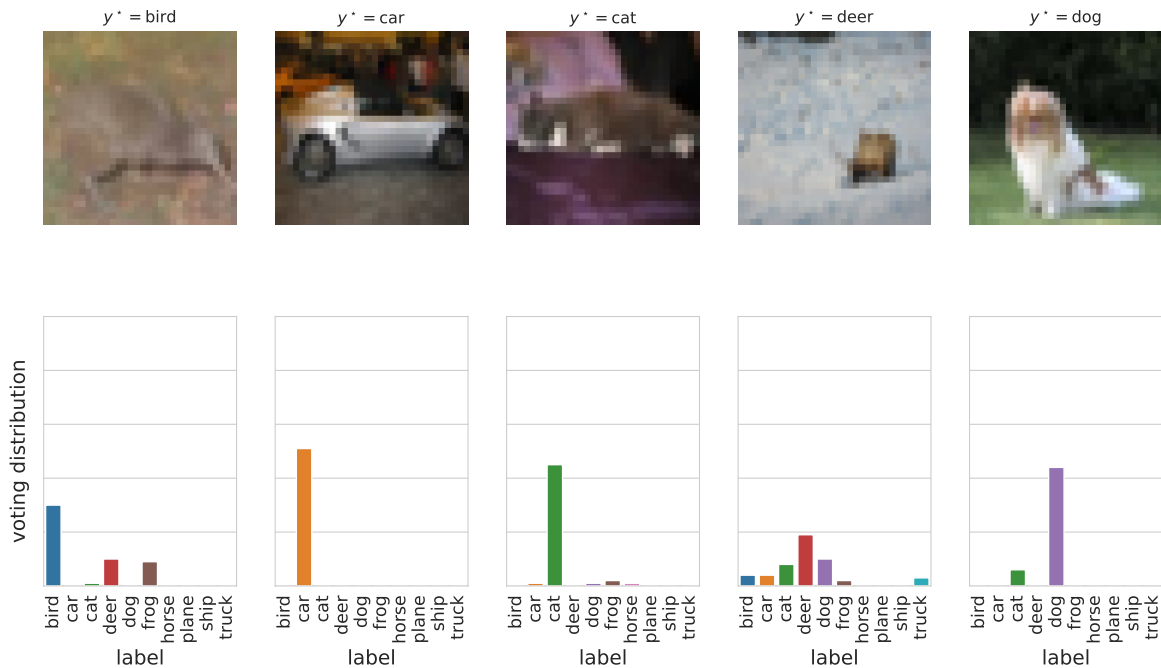 y* = bird
y* = car
y* = cat
y* = deer
y* = dog
voting distribution
bird car cat deer dog frog horse plane ship truck
bird car cat deer dog frog horse plane ship truck
bird car cat deer dog frog horse plane ship truck
bird car cat deer dog frog horse plane ship truck
bird car cat deer dog frog horse plane ship truck
label
label
label
label
label